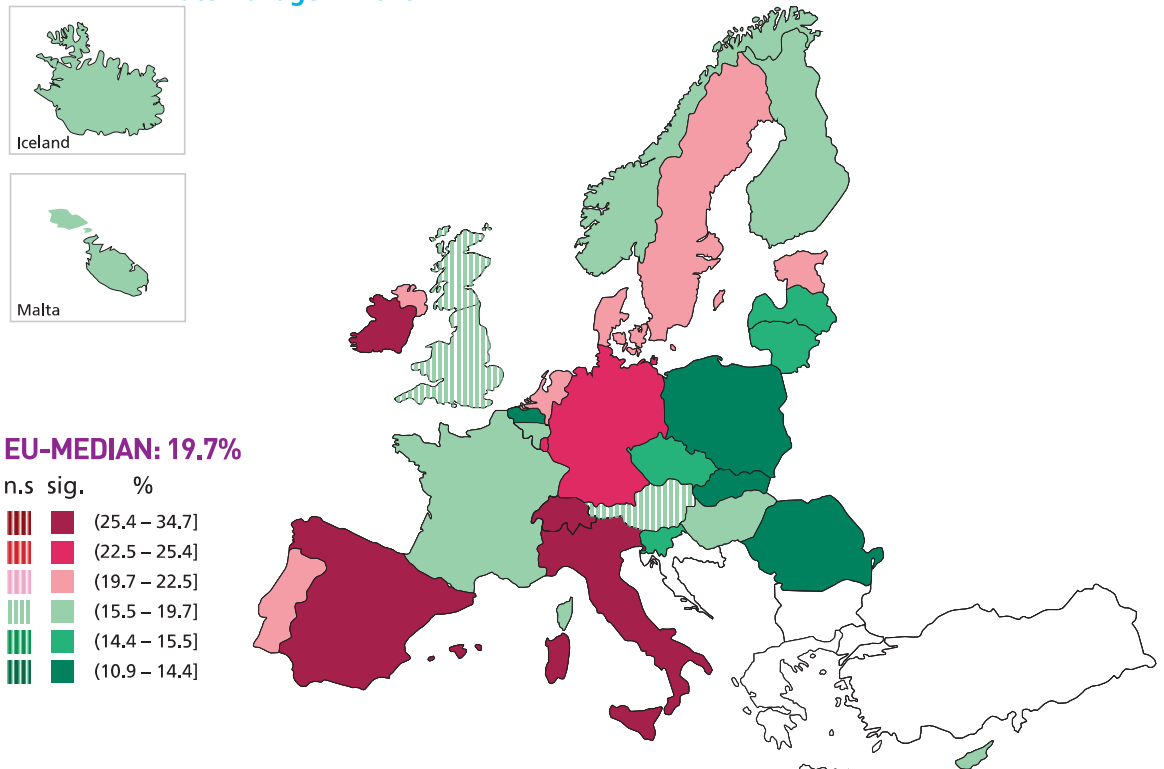 Iceland
Malta
EU-MEDIAN: 19.7%
n.s sig. %
(25.4 – 34.7]
(22.5 – 25.4]
(19.7 – 22.5]
(15.5 – 19.7]
(14.4 – 15.5]
(10.9 – 14.4]